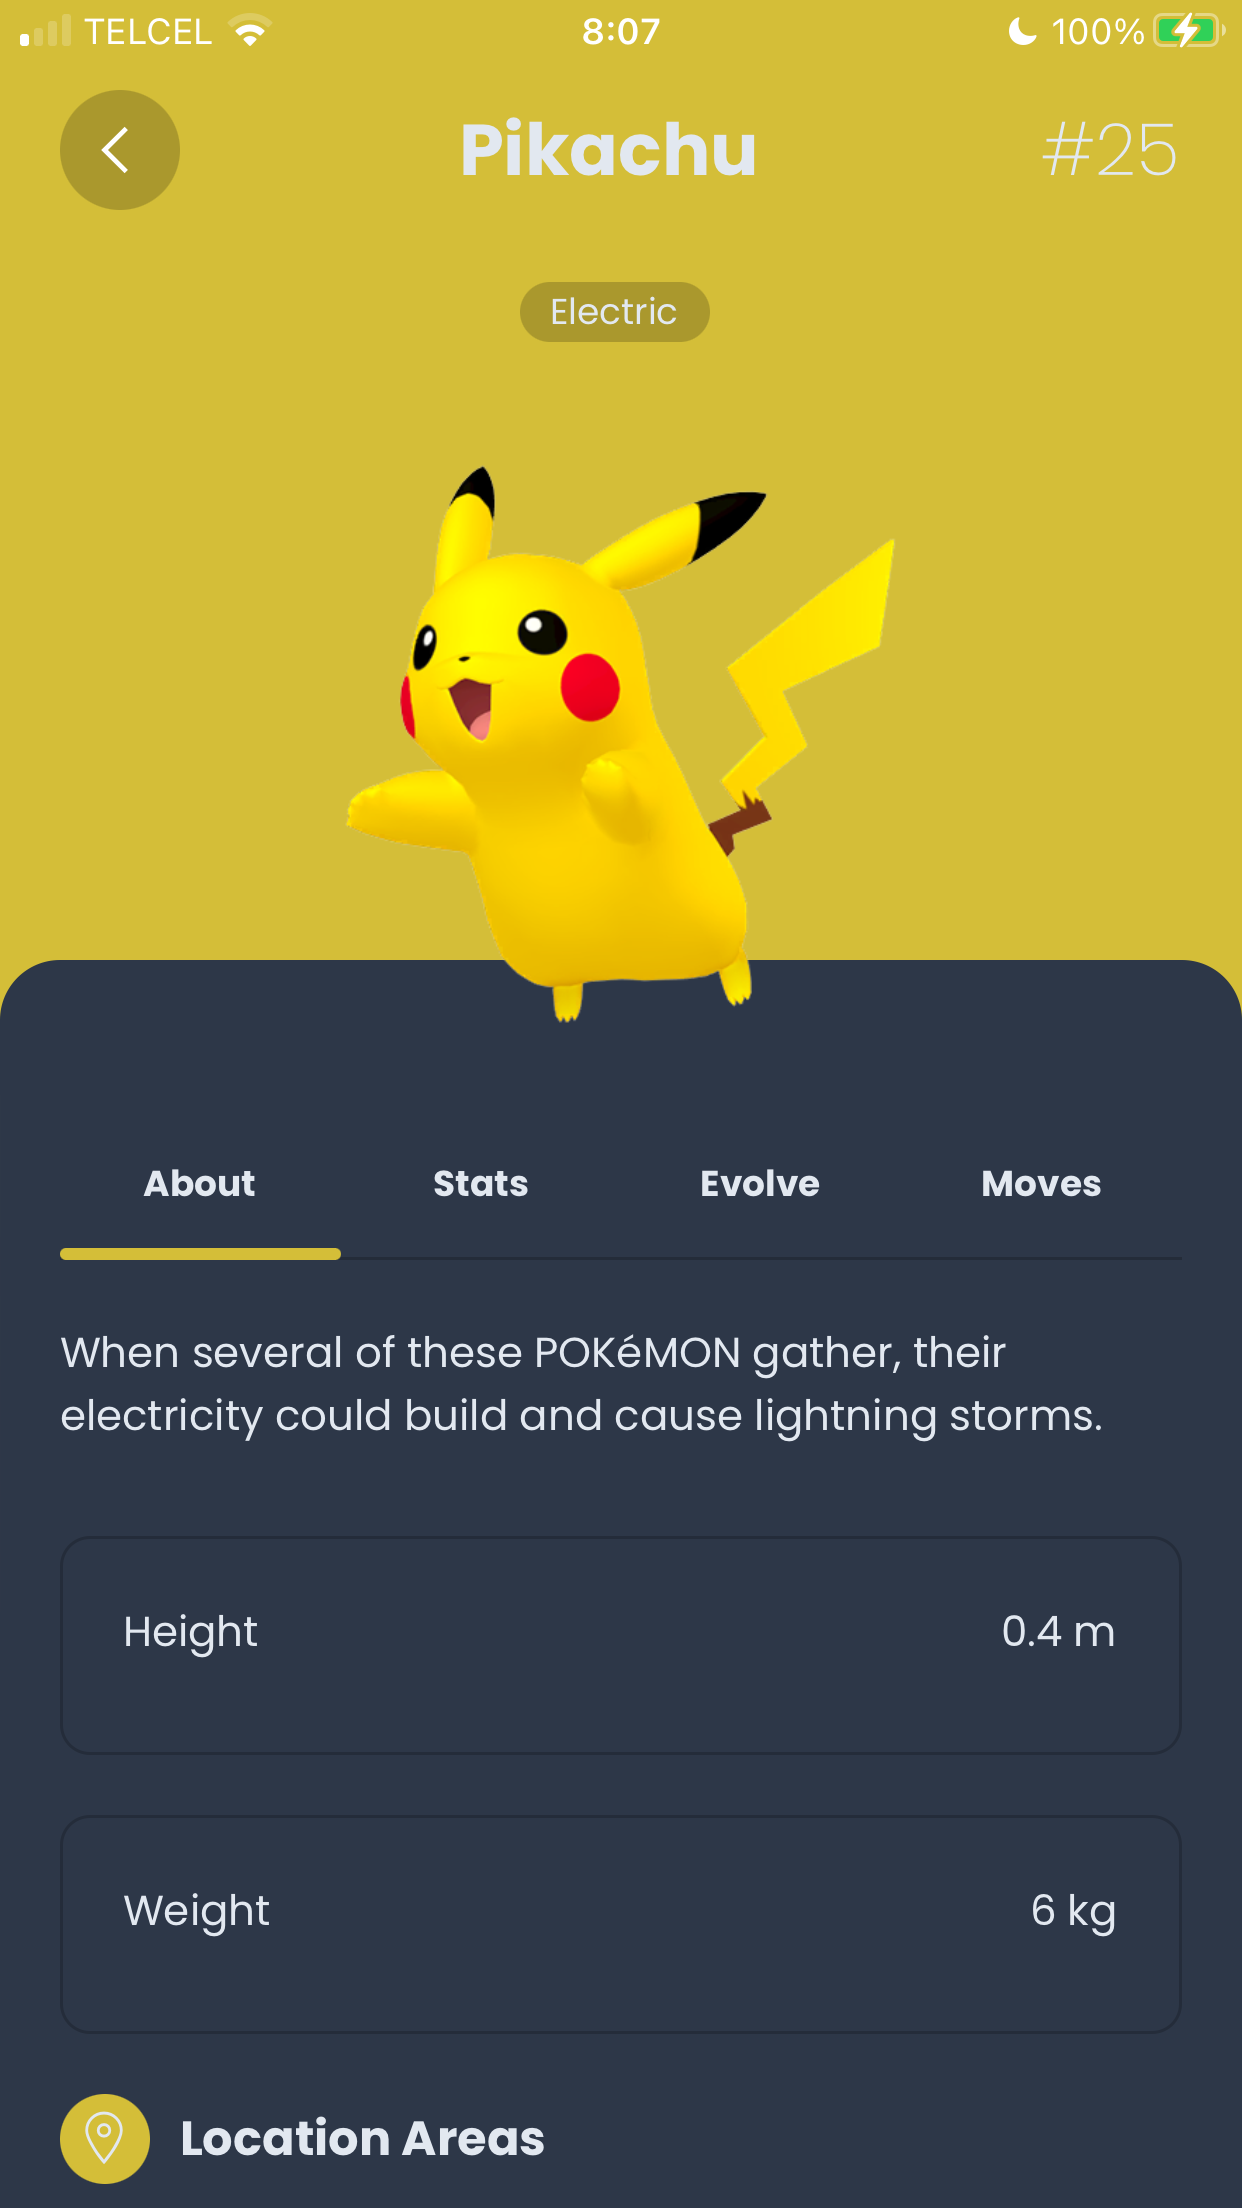 TELCEL 8:07 100%
Pikachu #25
Electric
About Stats Evolve Moves
When several of these POKéMON gather, their
electricity could build and cause lightning storms.
Height 0.4 m
Weight 6 kg
Location Areas